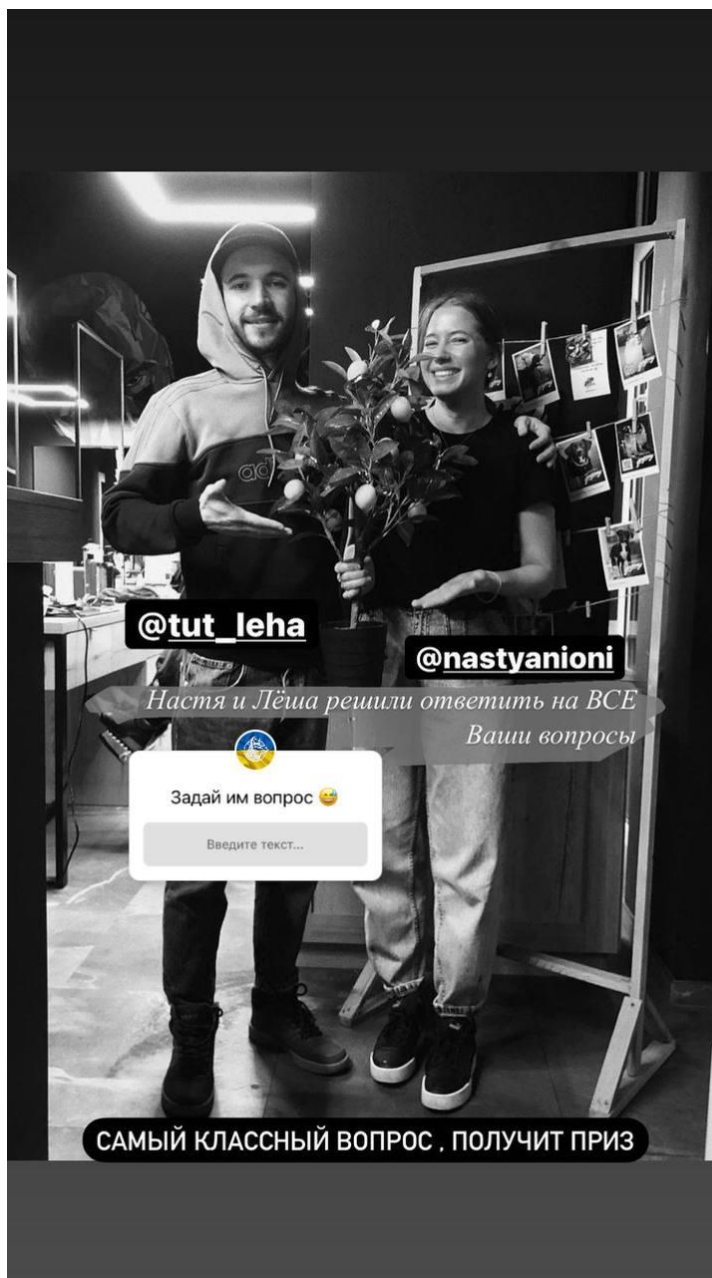 @tut_leha
@nastyanioni
Настя и Лёша решили ответить на ВСЕ
Ваши вопросы
Задай им вопрос 😅
Введите текст...
САМЫЙ КЛАССНЫЙ ВОПРОС , ПОЛУЧИТ ПРИЗ